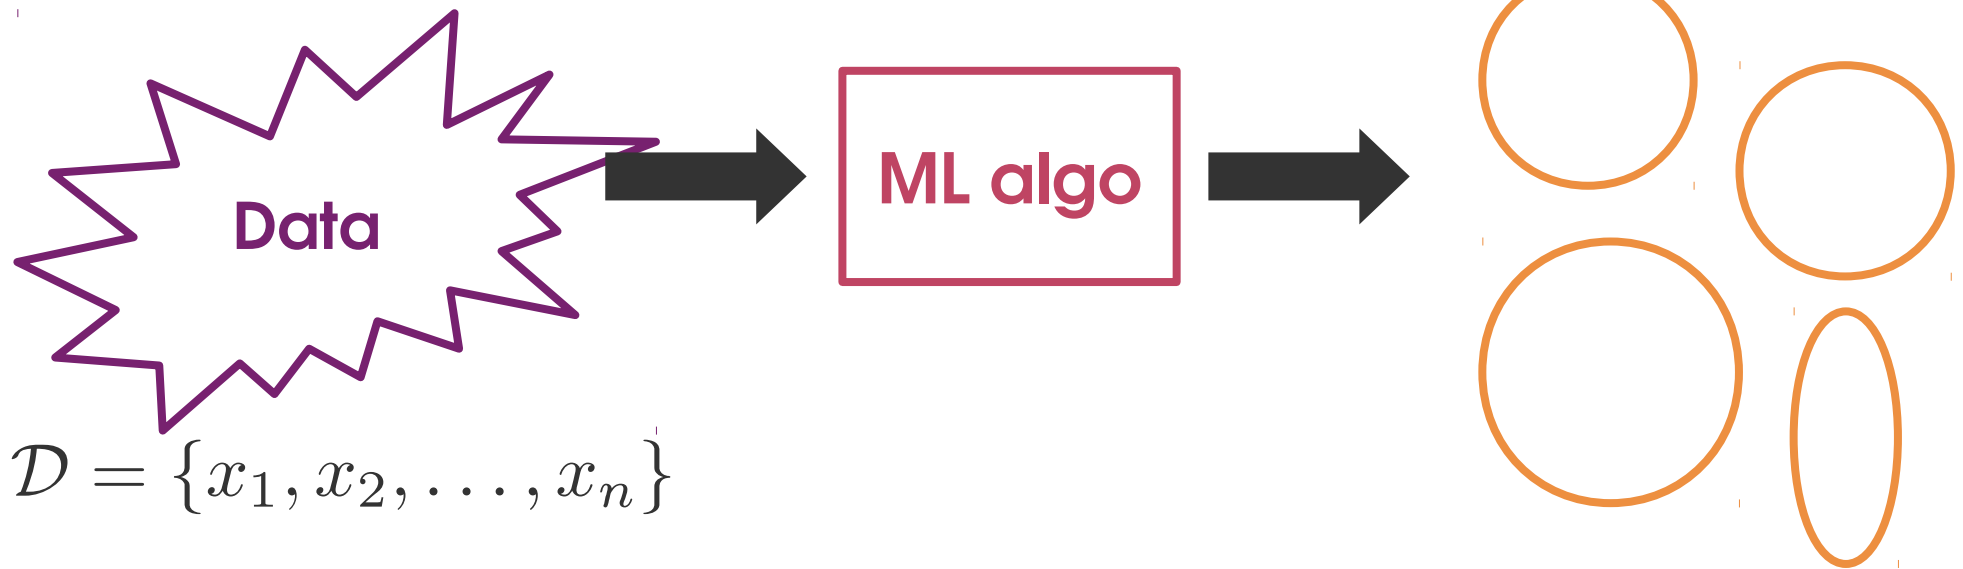 Data
ML algo
𝒟 = {x₁, x₂, . . . , xₙ}